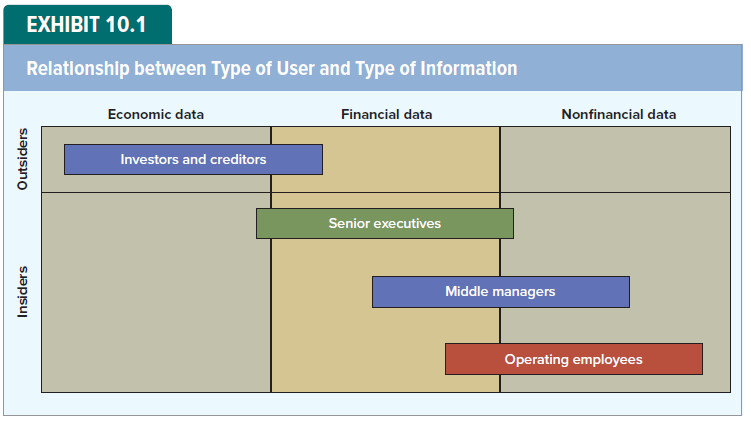 EXHIBIT 10.1
Relationship between Type of User and Type of Information
Economic data
Financial data
Nonfinancial data
Outsiders
Investors and creditors
Insiders
Senior executives
Middle managers
Operating employees